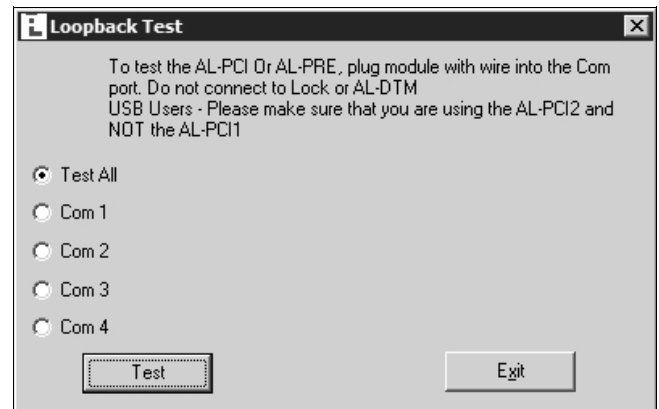 Loopback Test
To test the AL-PCI Or AL-PRE, plug module with wire into the Com
port. Do not connect to Lock or AL-DTM
USB Users - Please make sure that you are using the AL-PCI2 and
NOT the AL-PCI1
Test All
Com 1
Com 2
Com 3
Com 4
Test
Exit